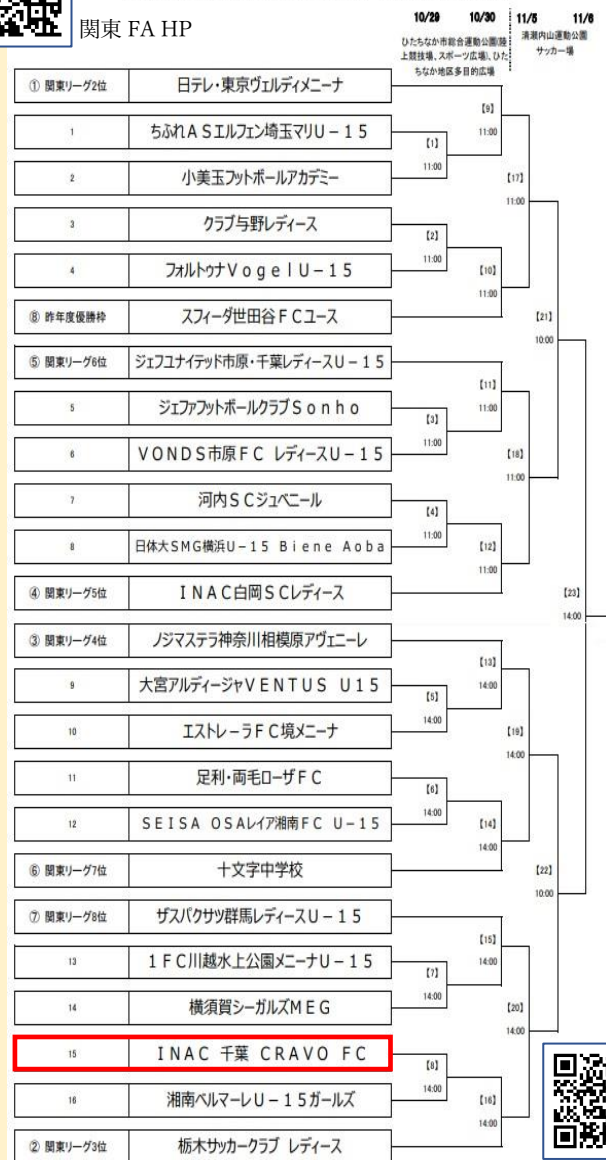 関東 FA HP
10/29 10/30 11/5 11/6
ひたちなか市総合運動公園(陸上競技場、スポーツ広場)、ひたちなか地区多目的広場
清瀬内山運動公園サッカー場
① 関東リーグ2位 日テレ・東京ヴェルディメニーナ
【9】
11:00
1 ちふれASエルフェン埼玉マリU-15
【1】
11:00
2 小美玉フットボールアカデミー
【17】
11:00
3 クラブ与野レディース
【2】
11:00
4 フォルトゥナVogelU-15
【10】
11:00
⑧ 昨年度優勝枠 スフィーダ世田谷FCユース
【21】
10:00
⑤ 関東リーグ6位 ジェフユナイテッド市原・千葉レディースU-15
【11】
11:00
5 ジェファフットボールクラブSonho
【3】
11:00
6 VONDS市原FC レディースU-15
【18】
11:00
7 河内SCジュベニール
【4】
11:00
8 日体大SMG横浜U-15 Biene Aoba
【12】
11:00
④ 関東リーグ5位 INAC白岡SCレディース
【23】
14:00
③ 関東リーグ4位 ノジマステラ神奈川相模原アヴェニーレ
【13】
14:00
9 大宮アルディージャVENTUS U15
【5】
14:00
10 エストレーラFC境メニーナ
【19】
14:00
11 足利・両毛ローザFC
【6】
14:00
12 SEISA OSAレイア湘南FC U-15
【14】
14:00
⑥ 関東リーグ7位 十文字中学校
【22】
10:00
⑦ 関東リーグ8位 ザスパクサツ群馬レディースU-15
【15】
14:00
13 1FC川越水上公園メニーナU-15
【7】
14:00
14 横須賀シーガルズMEG
【20】
14:00
15 INAC 千葉 CRAVO FC
【8】
14:00
16 湘南ベルマーレU-15ガールズ
【16】
14:00
② 関東リーグ3位 栃木サッカークラブ レディース